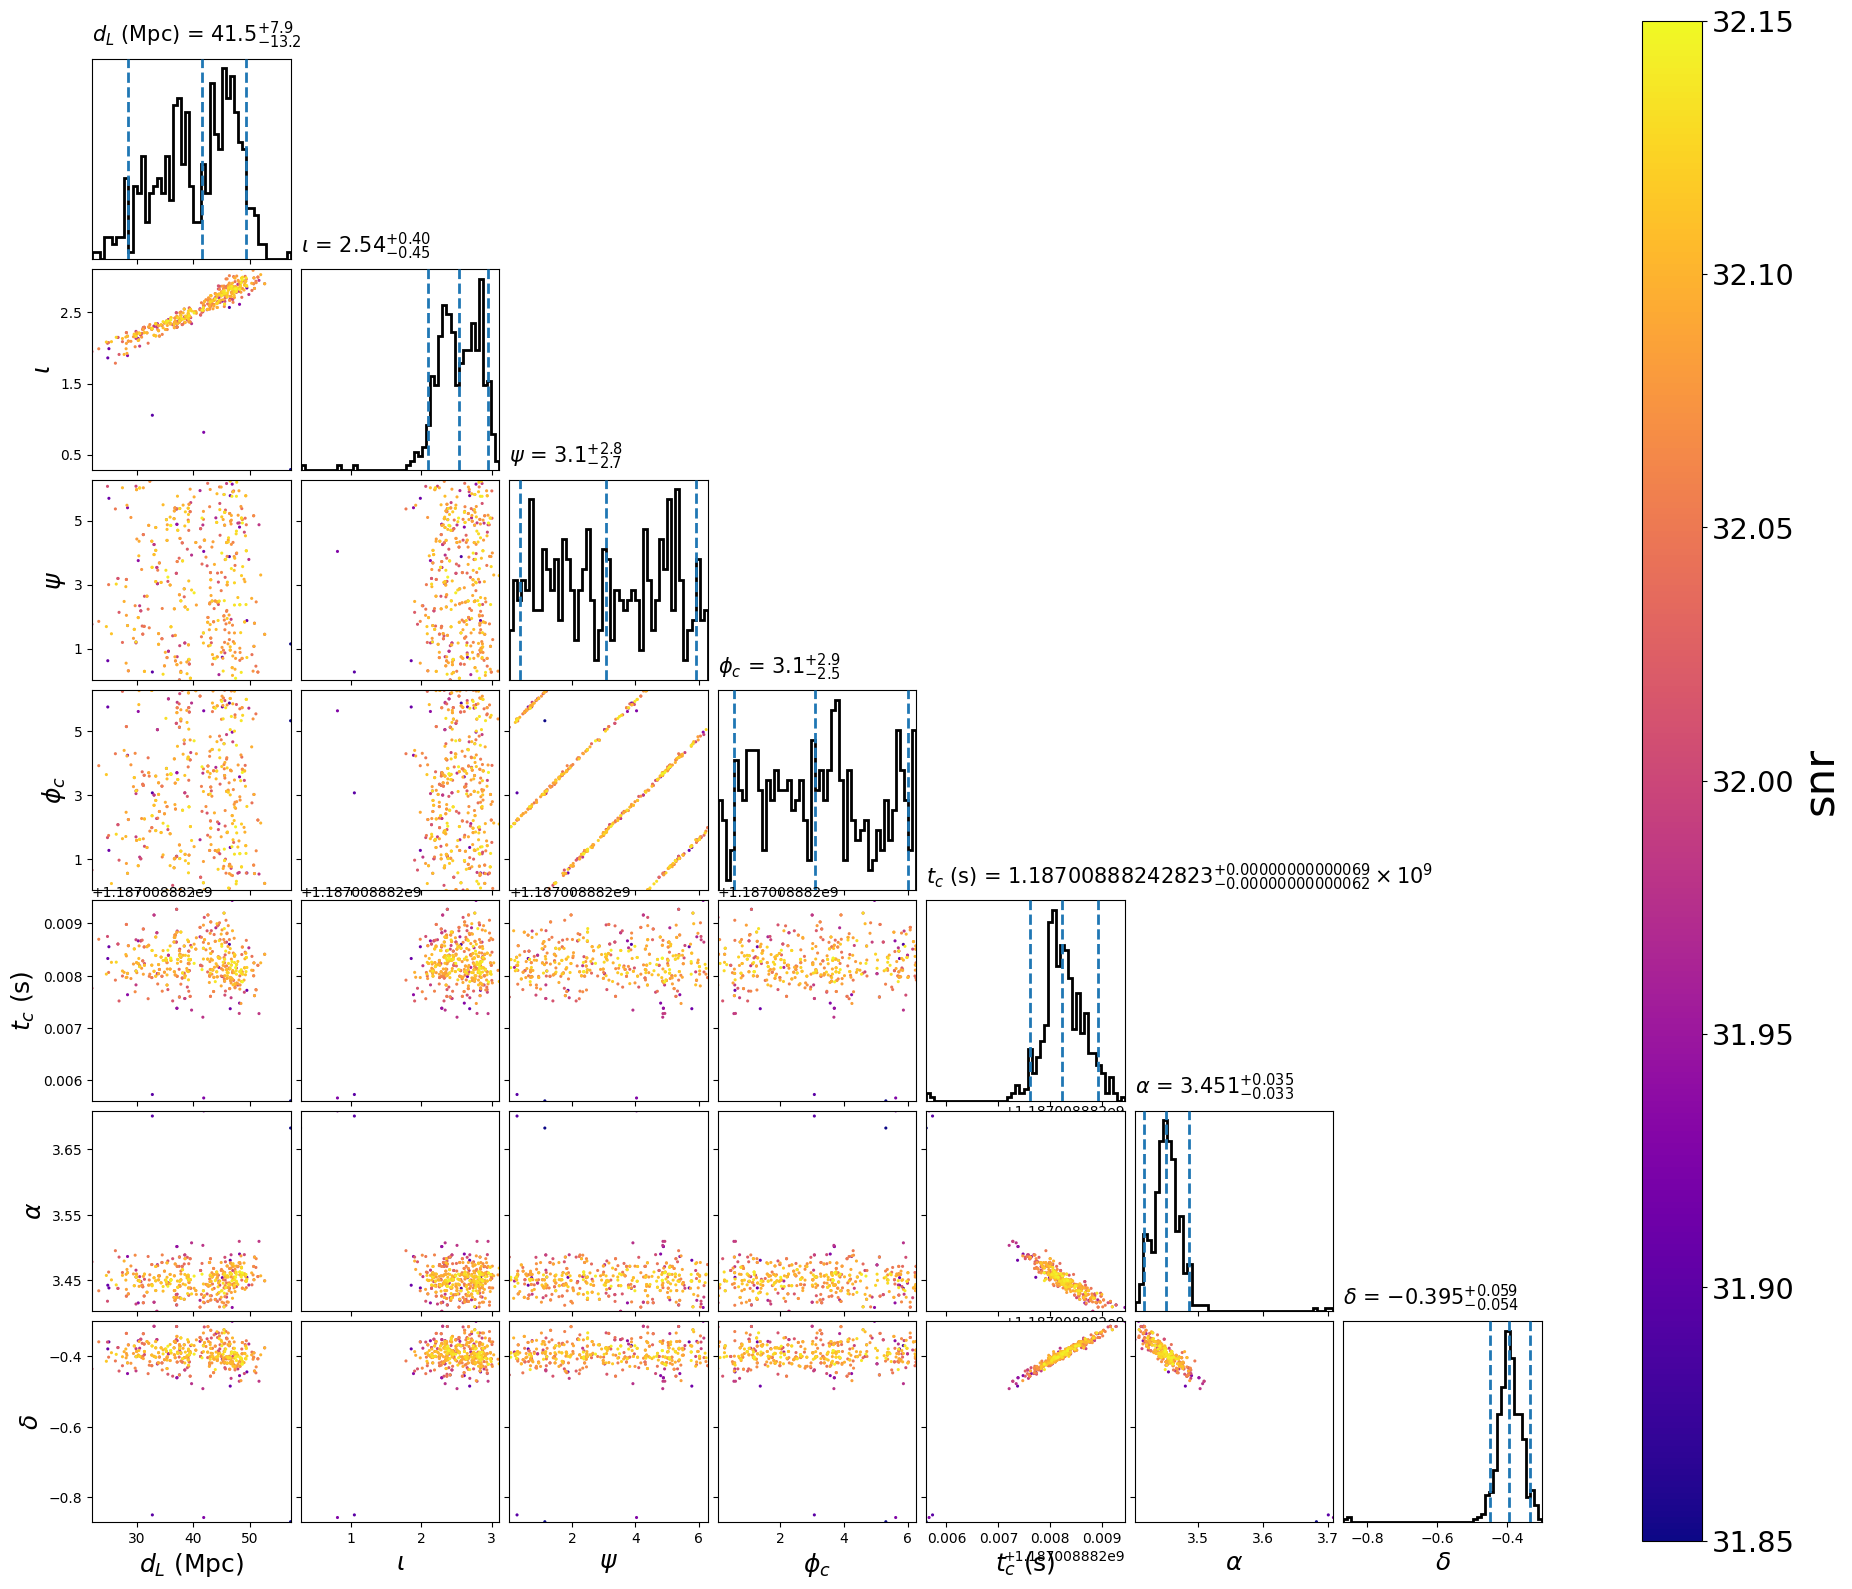 d_L (Mpc) = 41.5^{+7.9}_{-13.2}
32.15
ι = 2.54^{+0.40}_{-0.45}
32.10
2.5
1.5
0.5
ι
ψ = 3.1^{+2.8}_{-2.7}
32.05
5
3
1
ψ
ϕ_c = 3.1^{+2.9}_{-2.5}
5
3
1
ϕ_c
32.00
snr
t_c (s) = 1.18700888242823^{+0.00000000000069}_{-0.00000000000062} × 10^9
+1.187008882e9 +1.187008882e9 +1.187008882e9 +1.187008882e9
0.009
0.008
0.007
0.006
t_c (s)
31.95
α = 3.451^{+0.035}_{-0.033}
+1.187008882e9
3.65
3.55
3.45
α
31.90
δ = −0.395^{+0.059}_{-0.054}
+1.187008882e9
−0.4
−0.6
−0.8
δ
31.85
30 50 1 2 3 2 4 6 2 4 6 0.006 0.007 0.008 0.009 3.5 3.6 3.7 −0.8 −0.6 −0.4
+1.187008882e9
d_L (Mpc) ι ψ ϕ_c t_c (s) α δ